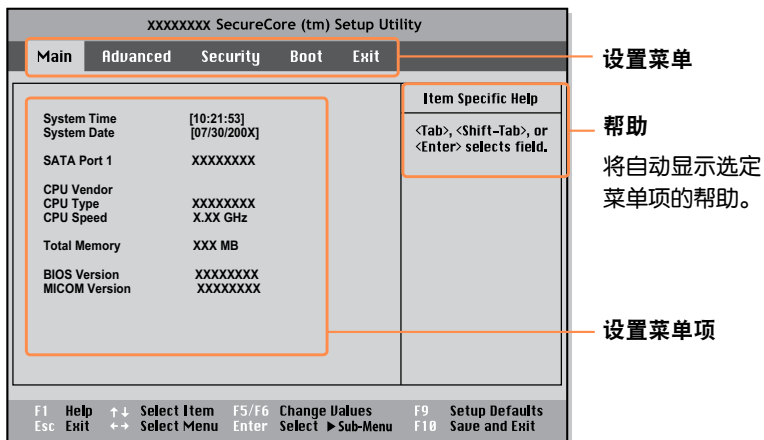 XXXXXXXX SecureCore (tm) Setup Utility
Main Advanced Security Boot Exit
设置菜单
System Time [10:21:53]
System Date [07/30/200X]
SATA Port 1 XXXXXXXX
CPU Vendor
CPU Type XXXXXXXX
CPU Speed X.XX GHz
Total Memory XXX MB
BIOS Version XXXXXXXX
MICOM Version XXXXXXXX
Item Specific Help
<Tab>, <Shift-Tab>, or
<Enter> selects field.
帮助
将自动显示选定
菜单项的帮助。
设置菜单项
F1 Help ↑↓ Select Item F5/F6 Change Values F9 Setup Defaults
Esc Exit ←→ Select Menu Enter Select ▶Sub-Menu F10 Save and Exit